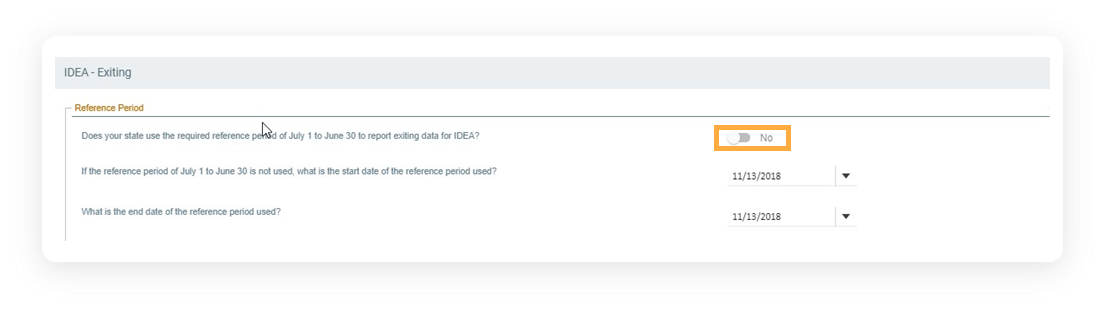 IDEA - Exiting
Reference Period
Does your state use the required reference period of July 1 to June 30 to report exiting data for IDEA?
No
If the reference period of July 1 to June 30 is not used, what is the start date of the reference period used?
11/13/2018
What is the end date of the reference period used?
11/13/2018